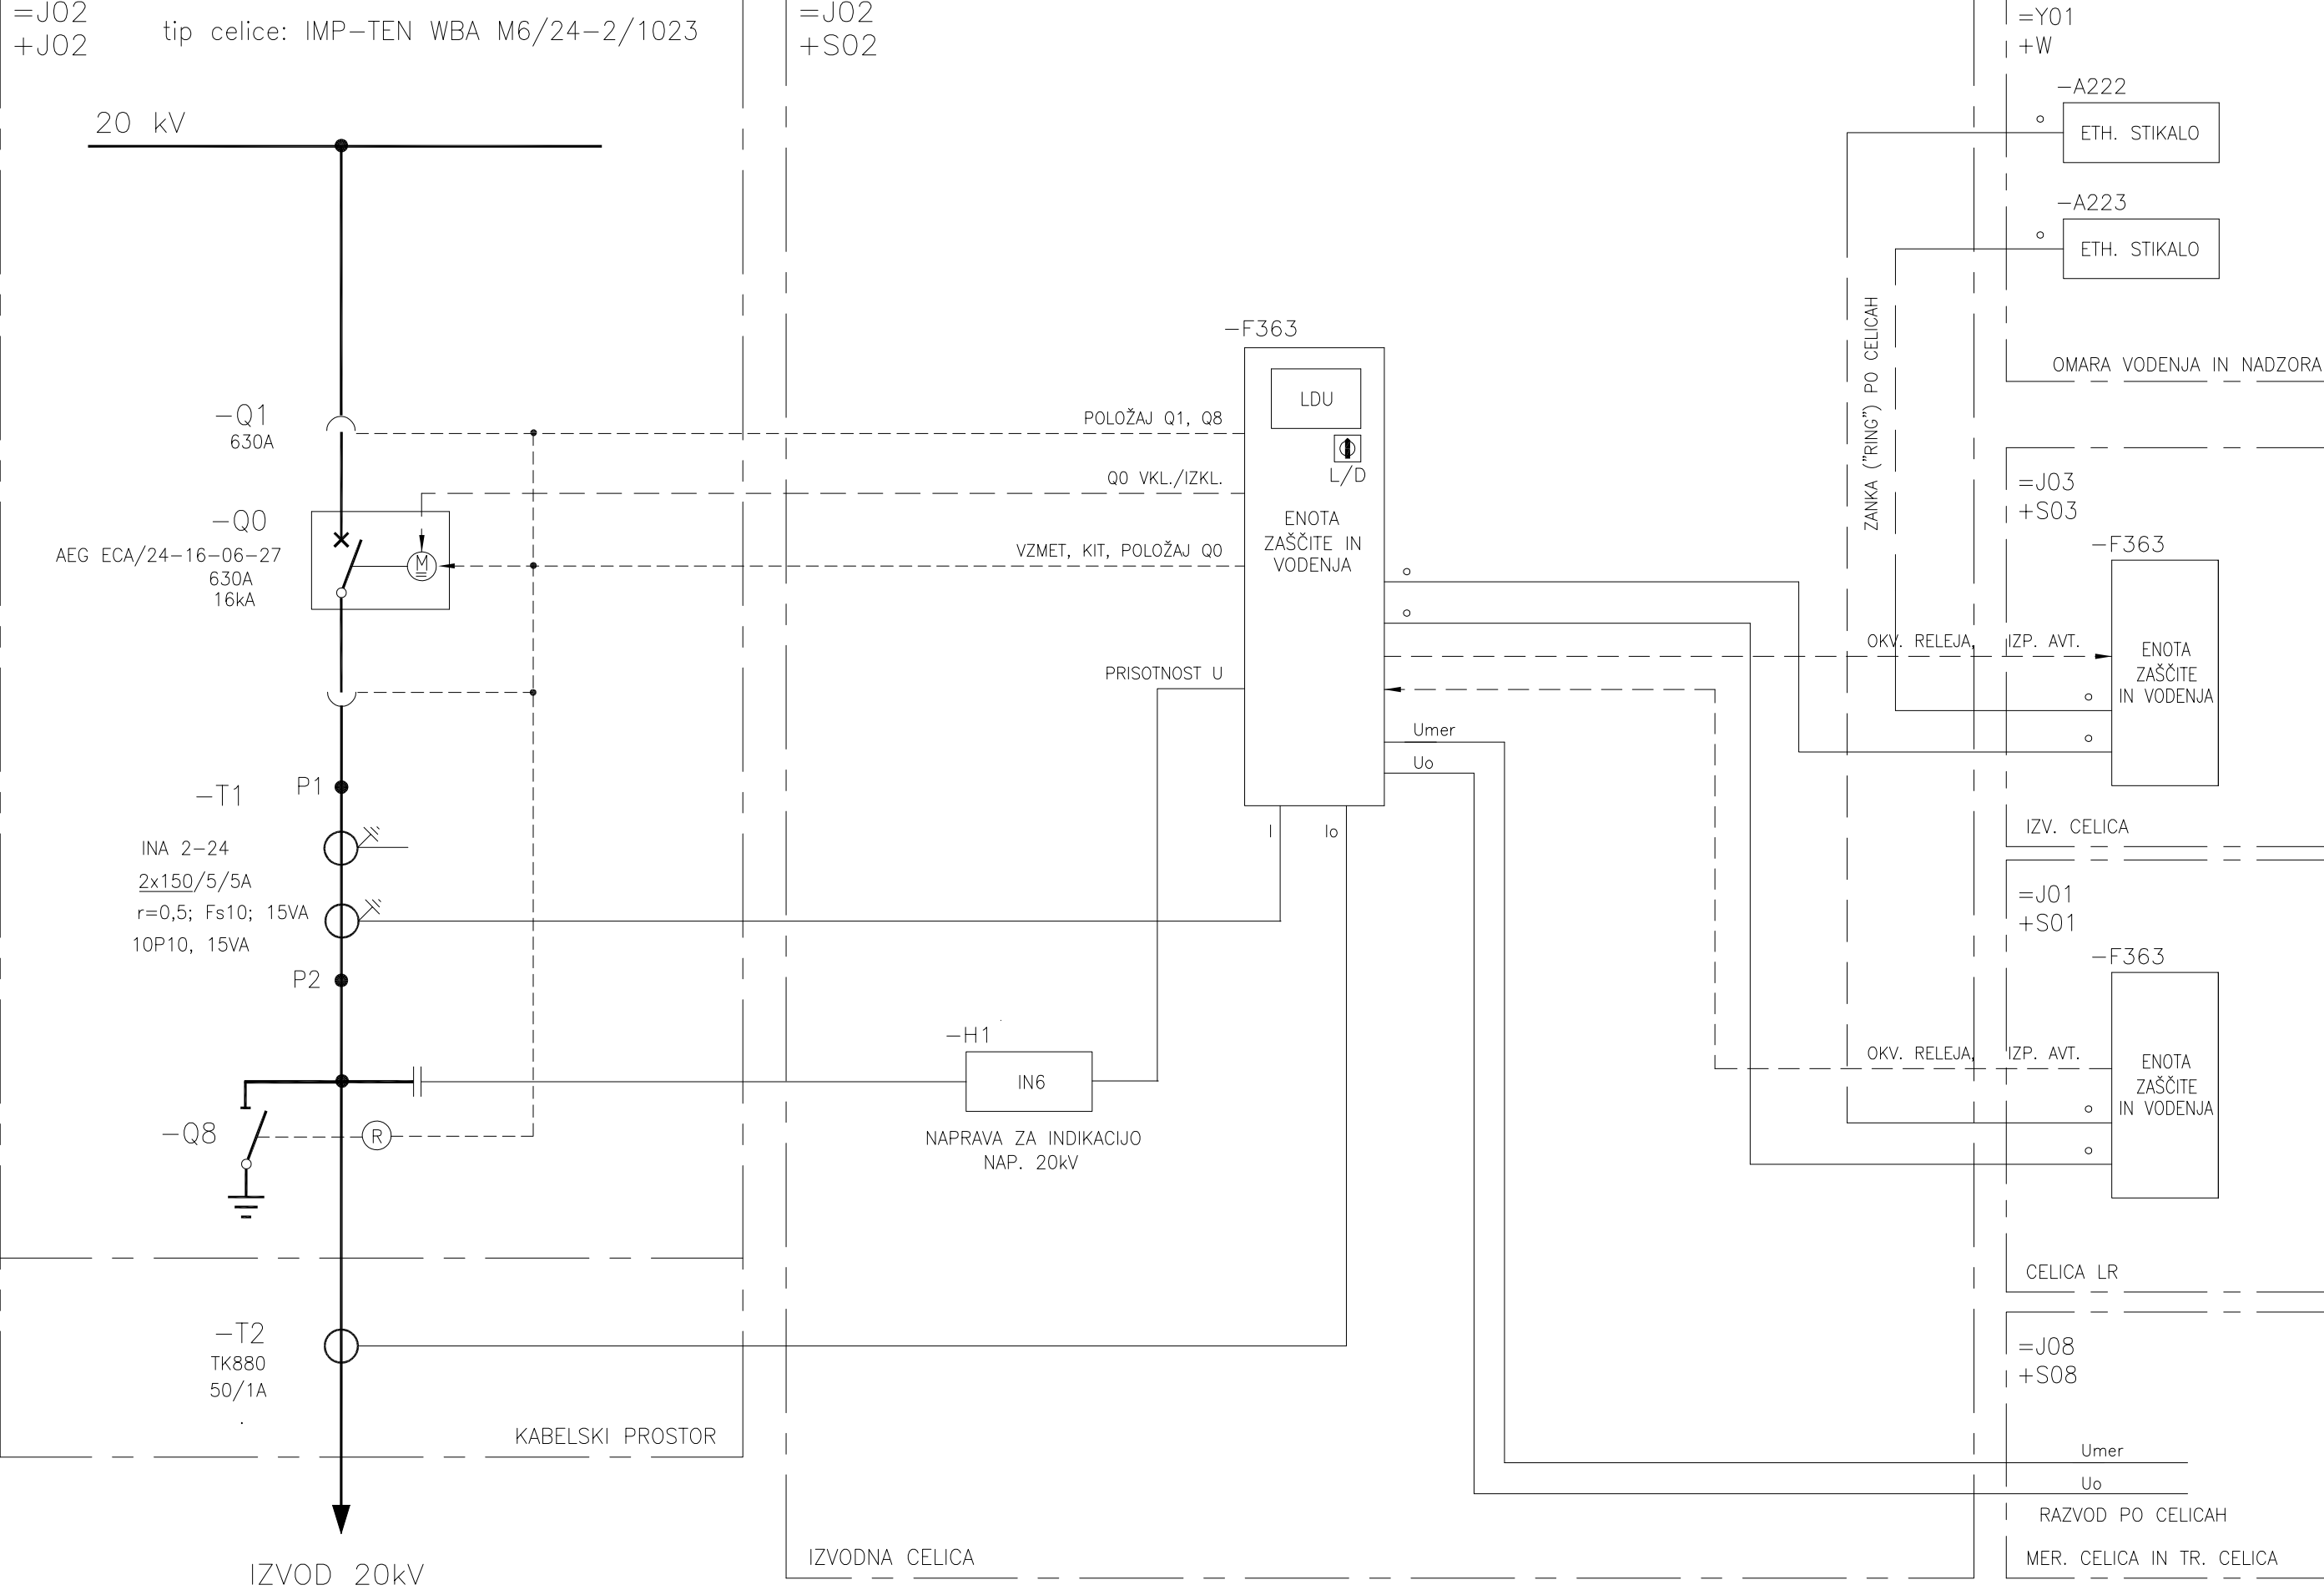 =J02
+J02
tip celice: IMP-TEN WBA M6/24-2/1023
20 kV
-Q1
630A
-Q0
AEG ECA/24-16-06-27
630A
16kA
M
P1
-T1
INA 2-24
2x150/5/5A
r=0,5; Fs10; 15VA
10P10, 15VA
P2
-Q8
R
-T2
TK880
50/1A
KABELSKI PROSTOR
IZVOD 20kV
=J02
+S02
-F363
LDU
L/D
ENOTA
ZAŠČITE IN
VODENJA
POLOŽAJ Q1, Q8
Q0 VKL./IZKL.
VZMET, KIT, POLOŽAJ Q0
PRISOTNOST U
Umer
Uo
I
Io
-H1
IN6
NAPRAVA ZA INDIKACIJO
NAP. 20kV
IZVODNA CELICA
ZANKA ("RING") PO CELICAH
=Y01
+W
-A222
ETH. STIKALO
-A223
ETH. STIKALO
OMARA VODENJA IN NADZORA
=J03
+S03
-F363
OKV. RELEJA, IZP. AVT.
ENOTA
ZAŠČITE
IN VODENJA
IZV. CELICA
=J01
+S01
-F363
OKV. RELEJA, IZP. AVT.
ENOTA
ZAŠČITE
IN VODENJA
CELICA LR
=J08
+S08
Umer
Uo
RAZVOD PO CELICAH
MER. CELICA IN TR. CELICA